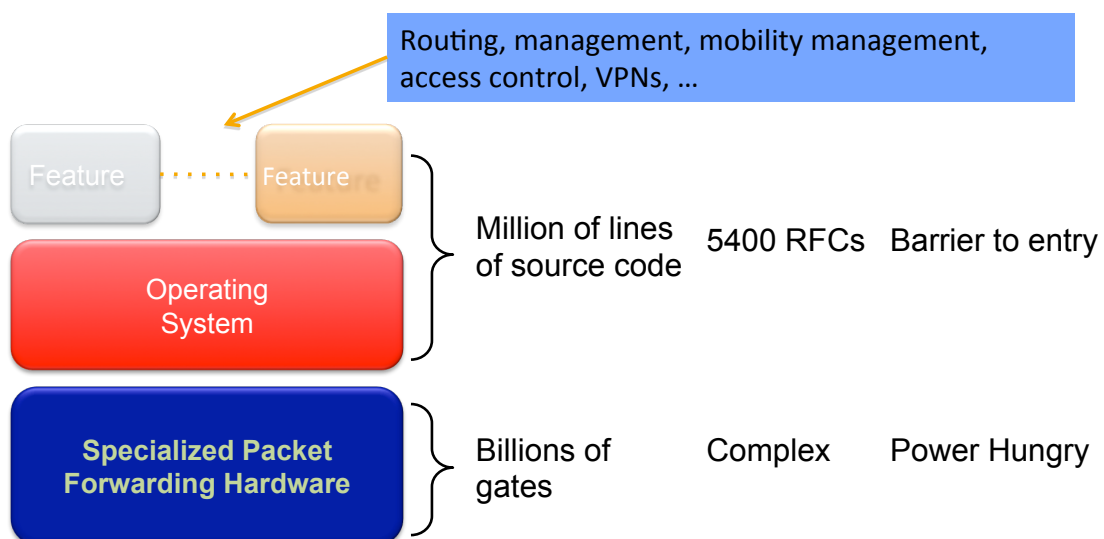 Routing, management, mobility management,
access control, VPNs, ...
Feature
Feature
Million of lines
of source code
5400 RFCs
Barrier to entry
Operating
System
Specialized Packet
Forwarding Hardware
Billions of
gates
Complex
Power Hungry